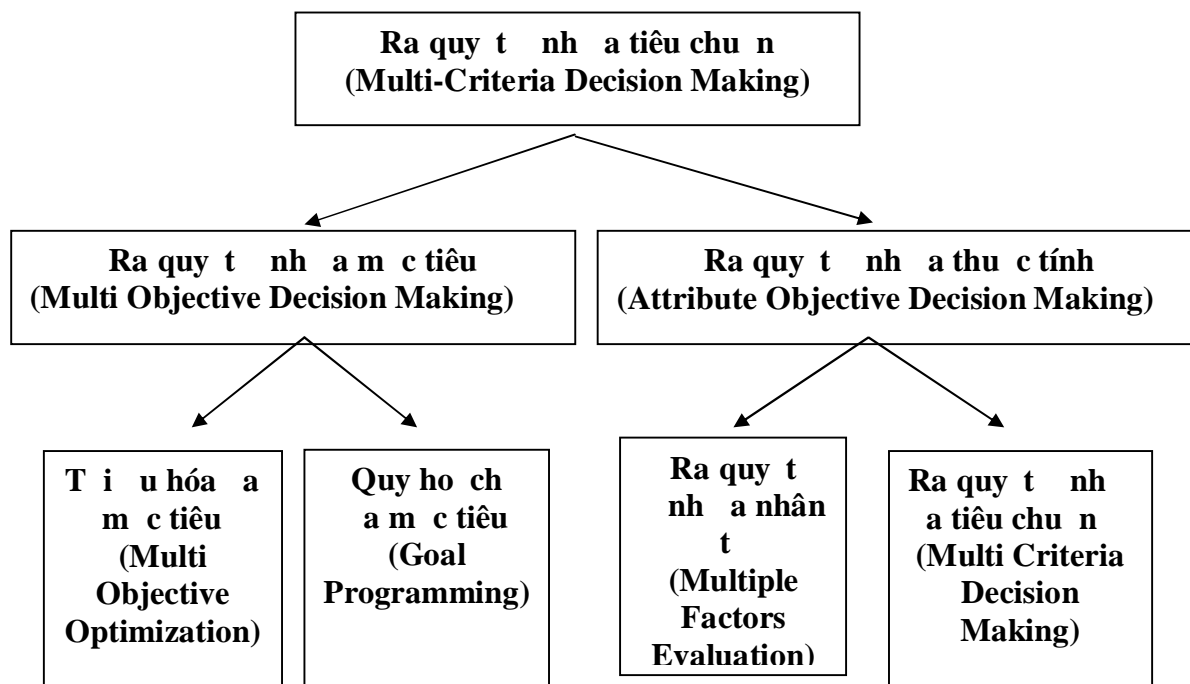 Ra quy t nh a tiêu chu n
(Multi-Criteria Decision Making)
Ra quy t nh a m c tiêu
(Multi Objective Decision Making)
Ra quy t nh a thu c tính
(Attribute Objective Decision Making)
T i u hóa a
m c tiêu
(Multi
Objective
Optimization)
Quy ho ch
a m c tiêu
(Goal
Programming)
Ra quy t
nh a nhân
t
(Multiple
Factors
Evaluation)
Ra quy t nh
a tiêu chu n
(Multi Criteria
Decision
Making)